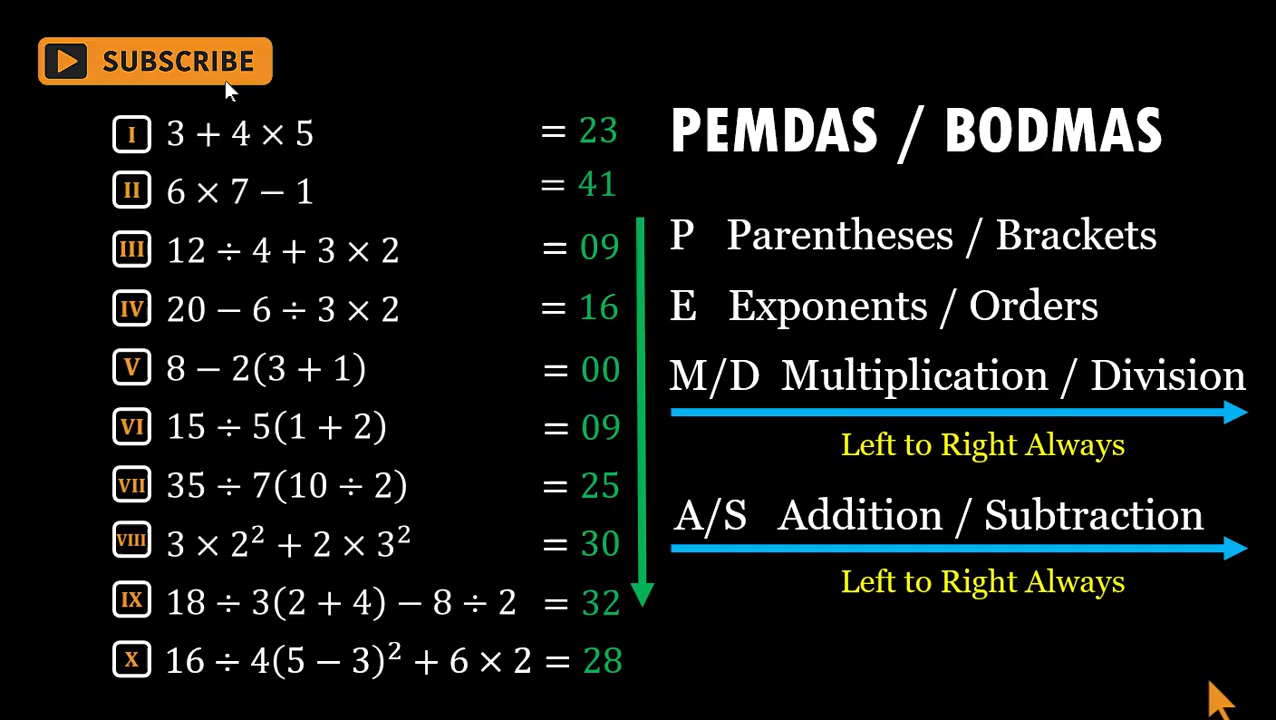 SUBSCRIBE
PEMDAS / BODMAS
I 3 + 4 × 5 = 23
II 6 × 7 − 1 = 41
III 12 ÷ 4 + 3 × 2 = 09
IV 20 − 6 ÷ 3 × 2 = 16
V 8 − 2(3 + 1) = 00
VI 15 ÷ 5(1 + 2) = 09
VII 35 ÷ 7(10 ÷ 2) = 25
VIII 3 × 2² + 2 × 3² = 30
IX 18 ÷ 3(2 + 4) − 8 ÷ 2 = 32
X 16 ÷ 4(5 − 3)² + 6 × 2 = 28
P Parentheses / Brackets
E Exponents / Orders
M/D Multiplication / Division
Left to Right Always
A/S Addition / Subtraction
Left to Right Always